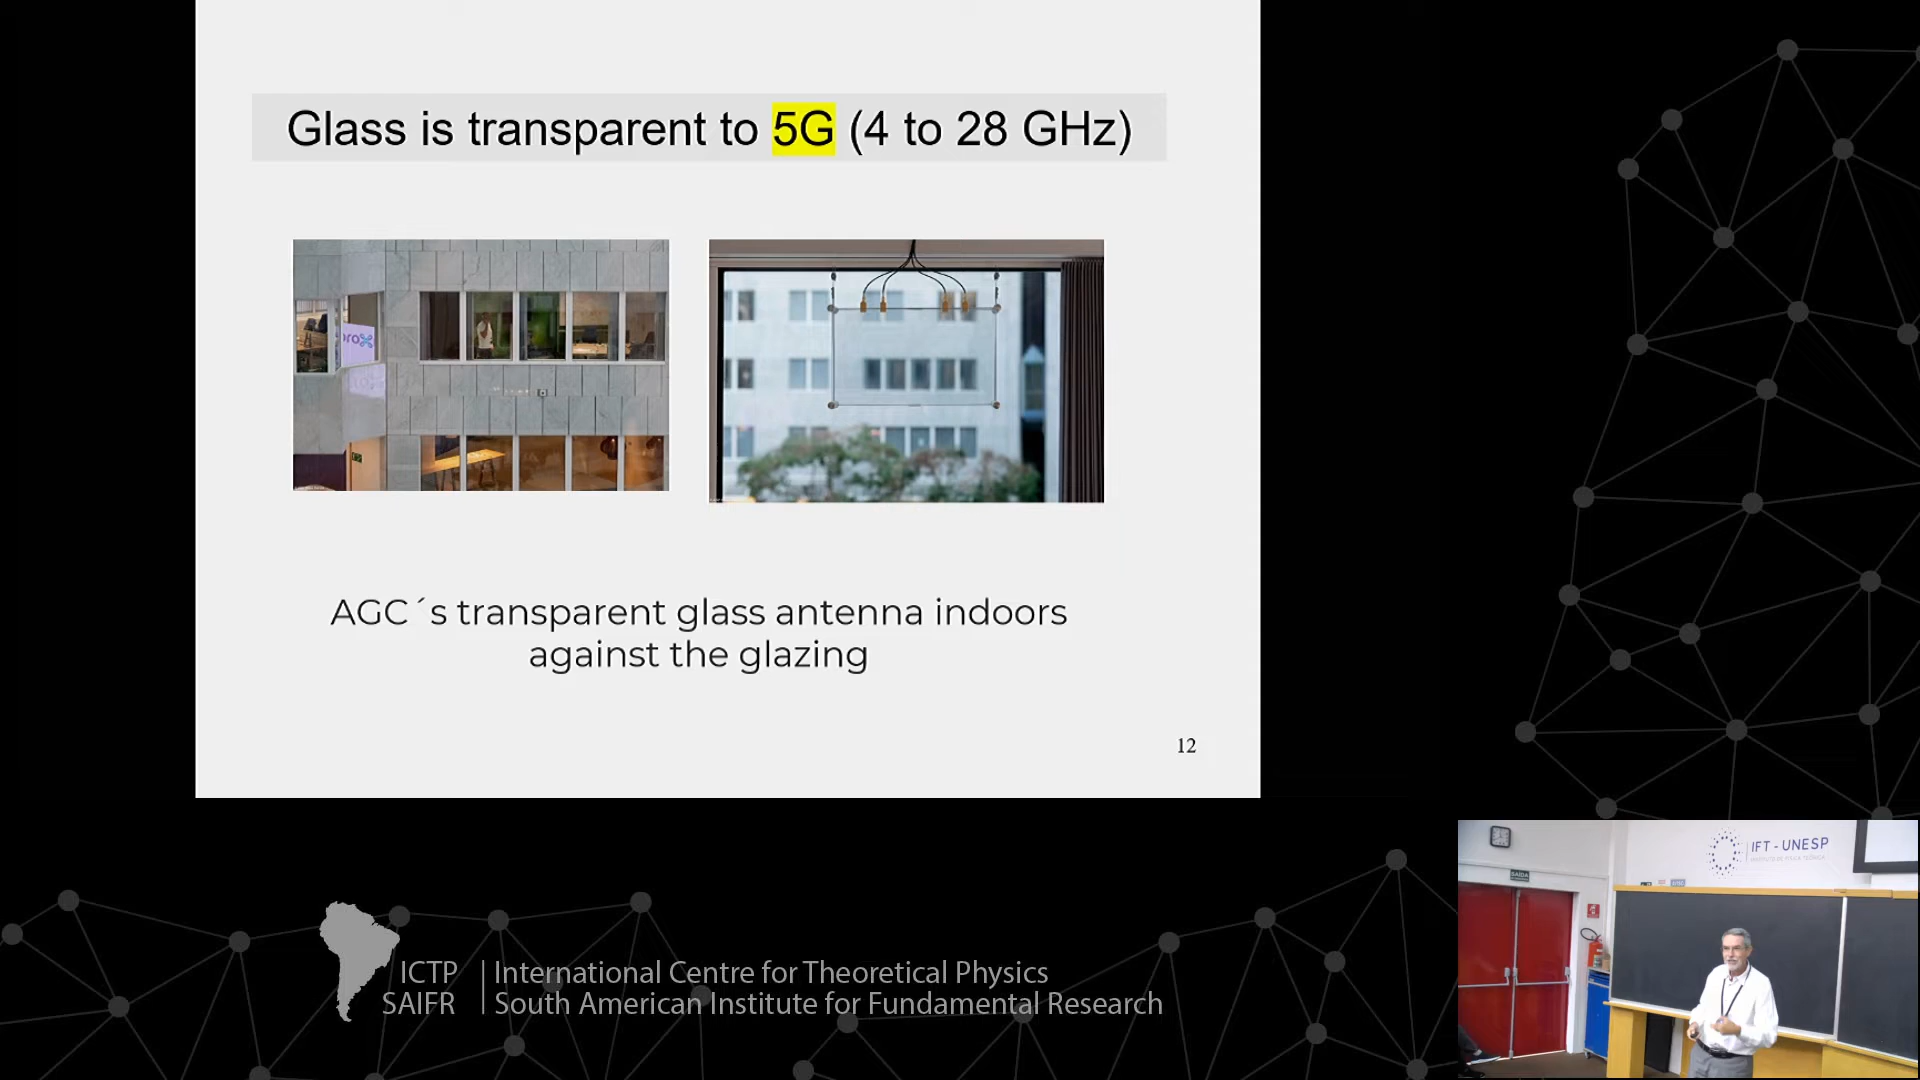 Glass is transparent to 5G (4 to 28 GHz)
AGC´s transparent glass antenna indoors
against the glazing
12
ICTP
SAIFR
International Centre for Theoretical Physics
South American Institute for Fundamental Research
IFT - UNESP
SAÍDA